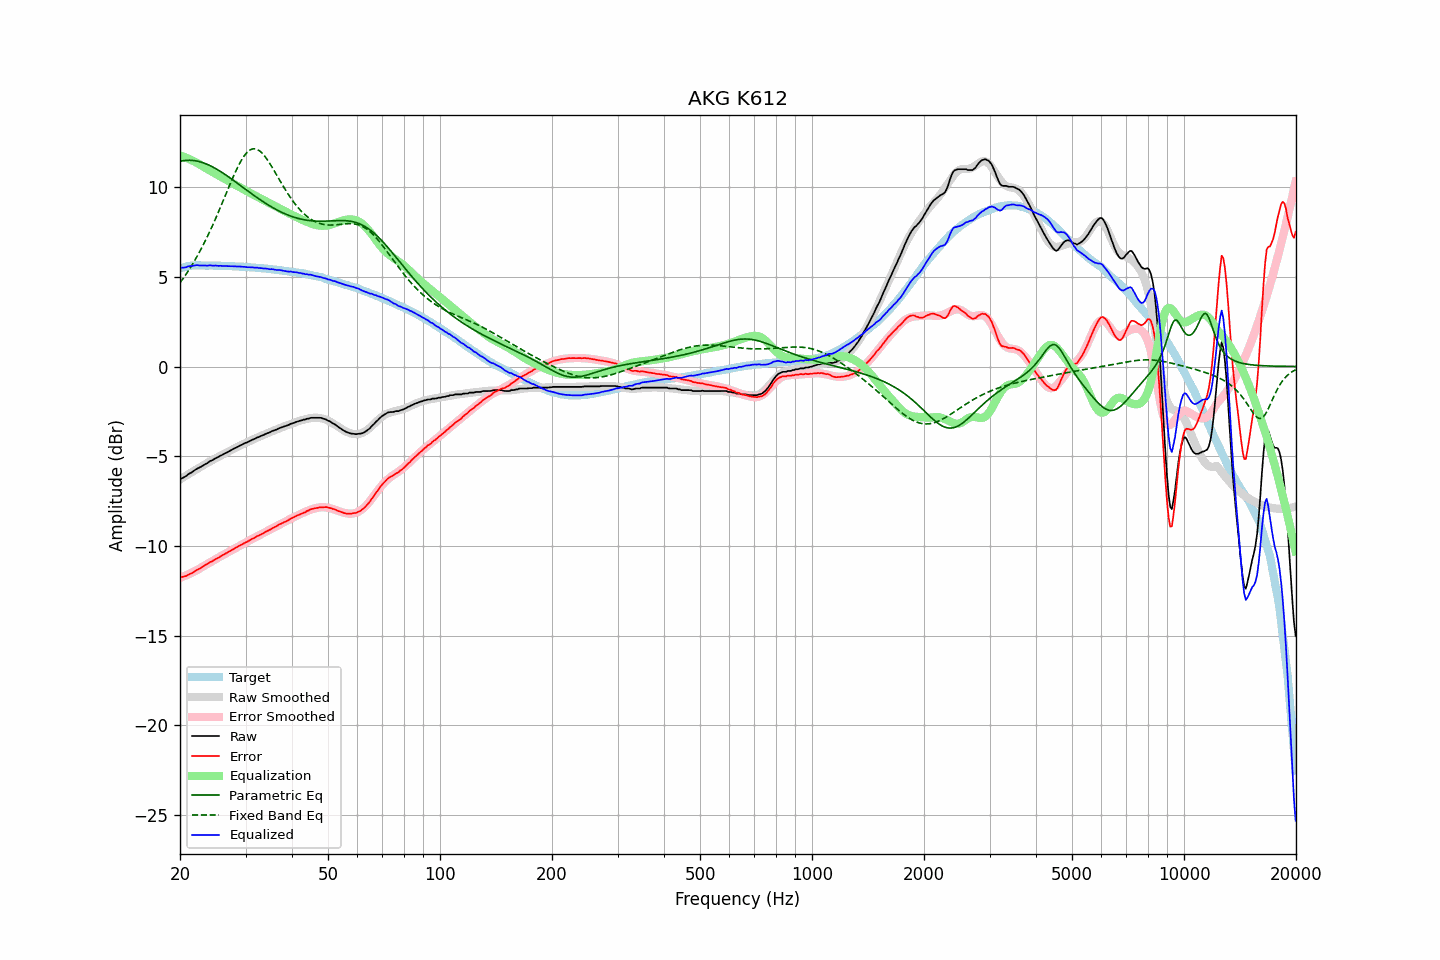 AKG K612
Amplitude (dBr)
10
5
0
−5
−10
−15
−20
−25
Target
Raw Smoothed
Error Smoothed
Raw
Error
Equalization
Parametric Eq
Fixed Band Eq
Equalized
20 50 100 200 500 1000 2000 5000 10000 20000
Frequency (Hz)